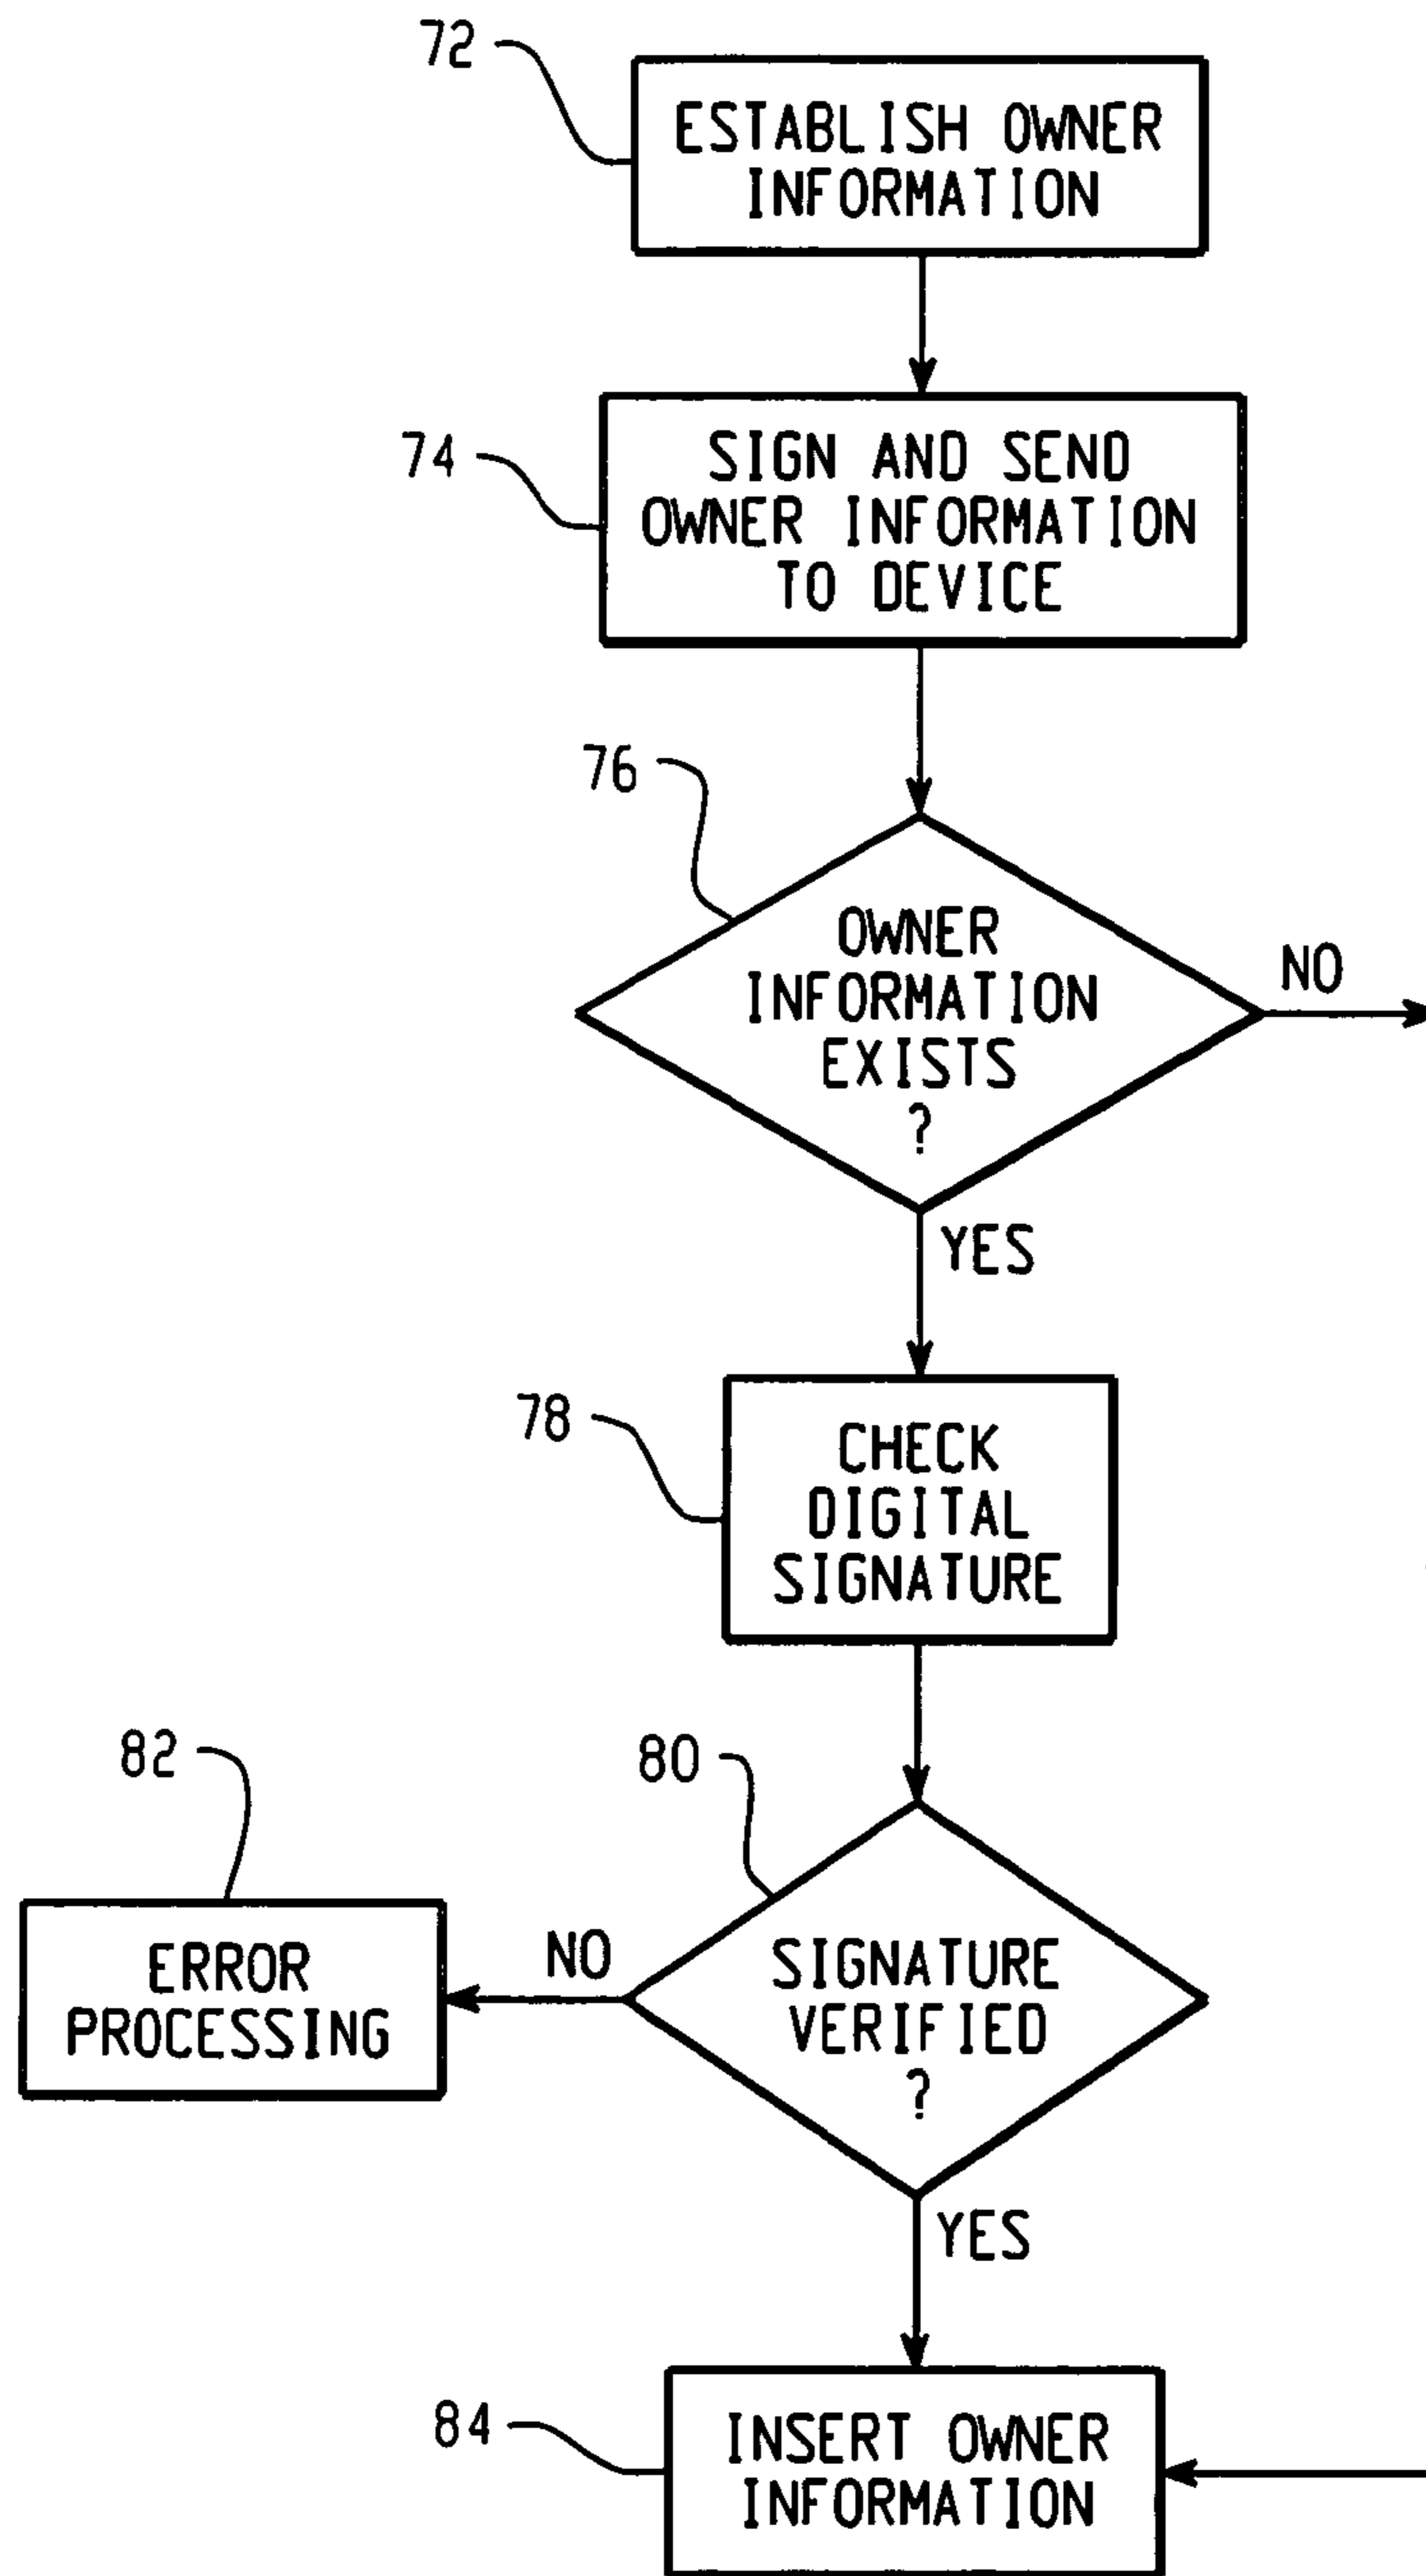 72
ESTABLISH OWNER
INFORMATION
74
SIGN AND SEND
OWNER INFORMATION
TO DEVICE
76
OWNER
INFORMATION
EXISTS
?
NO
YES
78
CHECK
DIGITAL
SIGNATURE
82
80
ERROR
PROCESSING
NO
SIGNATURE
VERIFIED
?
YES
84
INSERT OWNER
INFORMATION